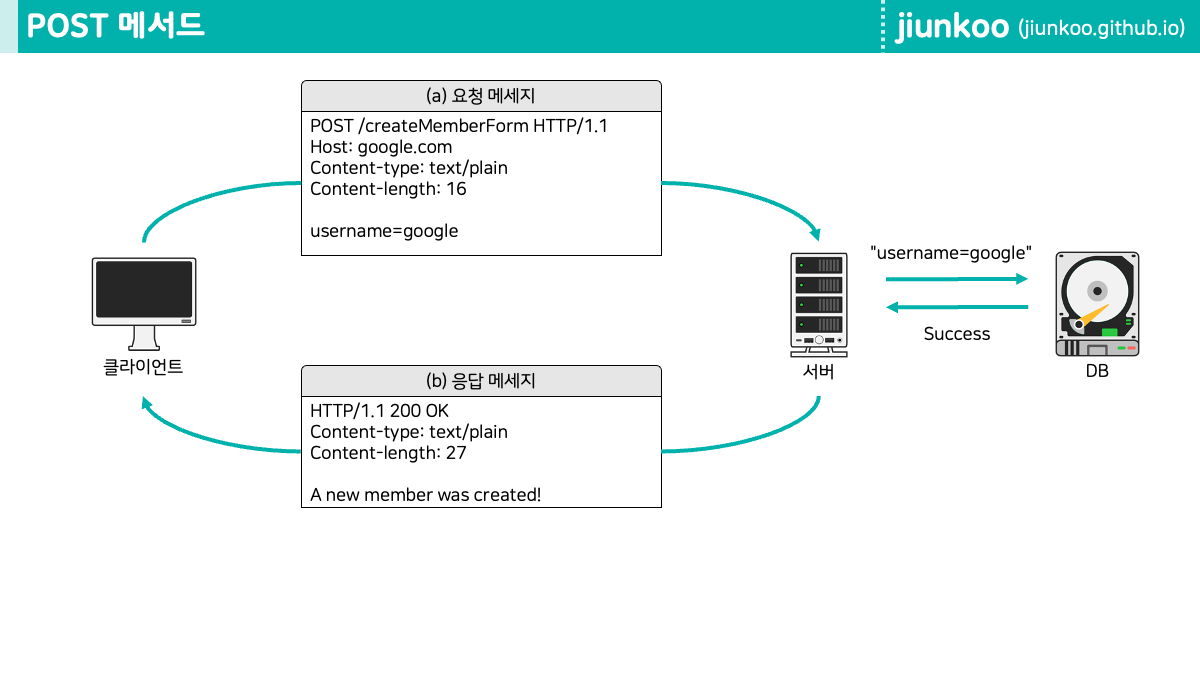 POST 메서드
jiunkoo (jiunkoo.github.io)
(a) 요청 메세지
POST /createMemberForm HTTP/1.1
Host: google.com
Content-type: text/plain
Content-length: 16
username=google
클라이언트
서버
"username=google"
Success
DB
(b) 응답 메세지
HTTP/1.1 200 OK
Content-type: text/plain
Content-length: 27
A new member was created!